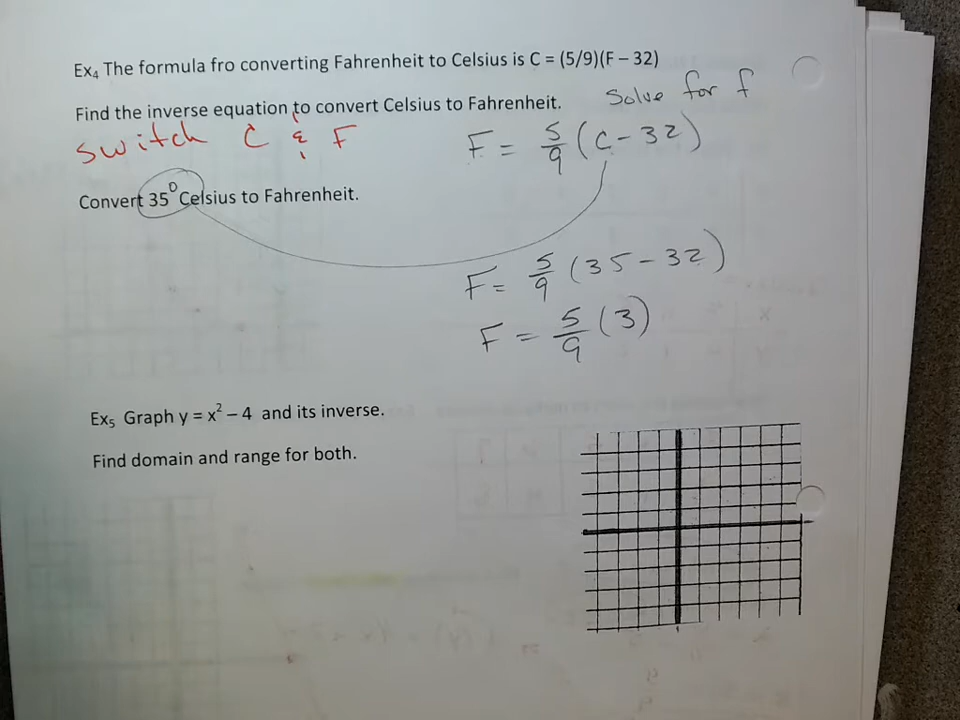 Ex₄ The formula fro converting Fahrenheit to Celsius is C = (5/9)(F – 32)
Find the inverse equation to convert Celsius to Fahrenheit. Solve for f
switch C & F
F = 5/9 (C - 32)
Convert 35° Celsius to Fahrenheit.
F = 5/9 (35 - 32)
F = 5/9 (3)
Ex₅ Graph y = x² – 4 and its inverse.
Find domain and range for both.